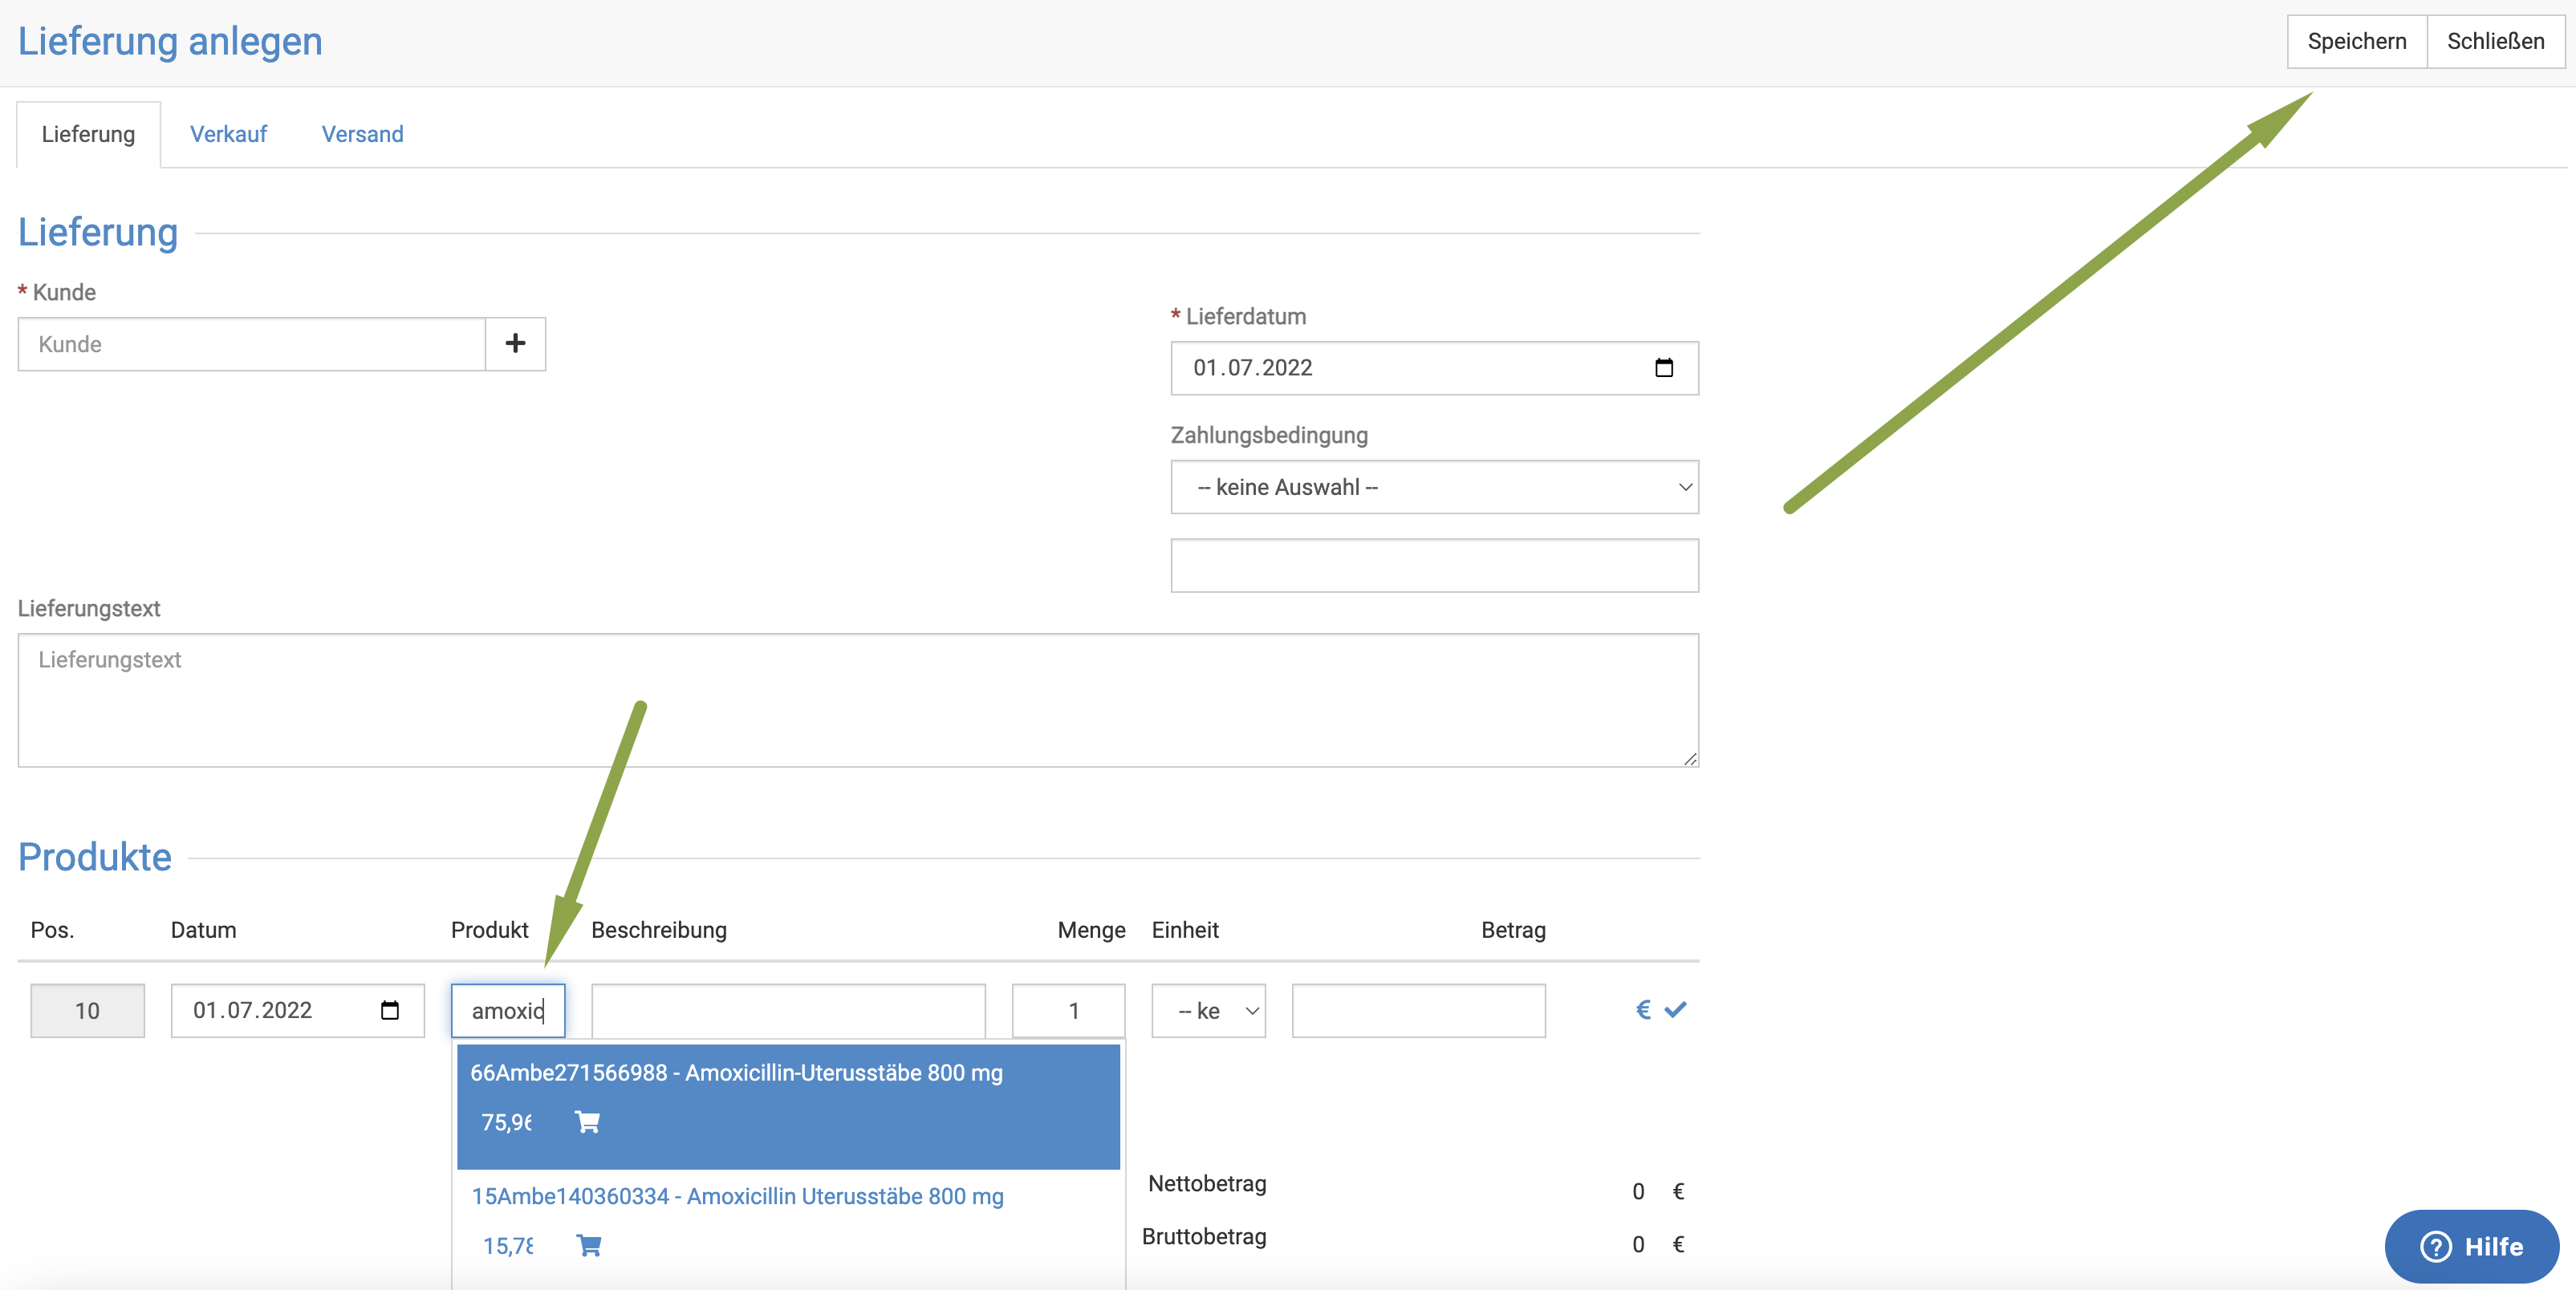 Lieferung anlegen
Speichern Schließen
Lieferung Verkauf Versand
Lieferung
* Kunde
Kunde
* Lieferdatum
01.07.2022
Zahlungsbedingung
-- keine Auswahl --
Lieferungstext
Lieferungstext
Produkte
Pos. Datum Produkt Beschreibung Menge Einheit Betrag
10 01.07.2022 amoxic 1 -- ke €
66Ambe271566988 - Amoxicillin-Uterusstäbe 800 mg
75,96
15Ambe140360334 - Amoxicillin Uterusstäbe 800 mg
15,78
Nettobetrag 0 €
Bruttobetrag 0 €
Hilfe